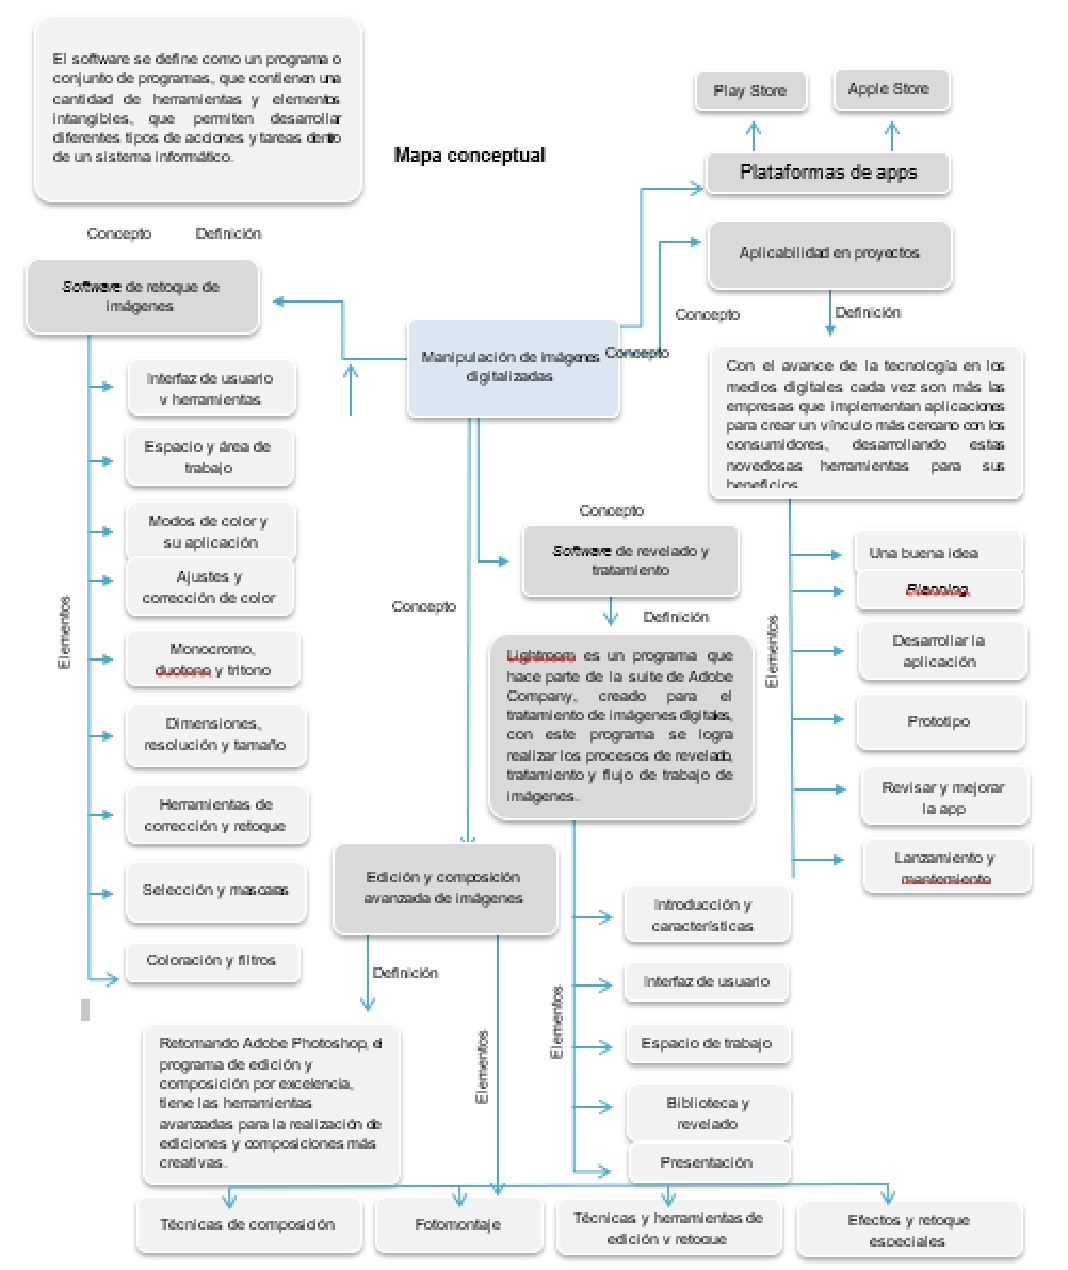 El software se define como un programa o
conjunto de programas, que contienen una
cantidad de herramientas y elementos
intangibles, que permiten desarrollar
diferentes tipos de acciones y tareas dentro
de un sistema informático.
Mapa conceptual
Play Store
Apple Store
Plataformas de apps
Aplicabilidad en proyectos
Concepto
Definición
Concepto Definición
Software de retoque de
imágenes
Manipulación de imágenes
digitalizadas
Concepto
Con el avance de la tecnología en los
medios digitales cada vez son más las
empresas que implementan aplicaciones
para crear un vínculo más cercano con los
consumidores, desarrollando estas
novedosas herramientas para sus
beneficios.
Elementos
Interfaz de usuario
y herramientas
Espacio y área de
trabajo
Modos de color y
su aplicación
Ajustes y
corrección de color
Monocromo,
duotono y tritono
Dimensiones,
resolución y tamaño
Herramientas de
corrección y retoque
Selección y mascaras
Coloración y filtros
Concepto
Software de revelado y
tratamiento
Definición
Lightroom es un programa que
hace parte de la suite de Adobe
Company, creado para el
tratamiento de imágenes digitales,
con este programa se logra
realizar los procesos de revelado,
tratamiento y flujo de trabajo de
imágenes.
Elementos
Una buena idea
Planning
Desarrollar la
aplicación
Prototipo
Revisar y mejorar
la app
Lanzamiento y
mantemiento
Concepto
Edición y composición
avanzada de imágenes
Definición
Retomando Adobe Photoshop, el
programa de edición y
composición por excelencia,
tiene las herramientas
avanzadas para la realización de
ediciones y composiciones más
creativas.
Elementos
Elementos
Introducción y
características
Interfaz de usuario
Espacio de trabajo
Biblioteca y
revelado
Presentación
Técnicas de composición
Fotomontaje
Técnicas y herramientas de
edición y retoque
Efectos y retoque
especiales